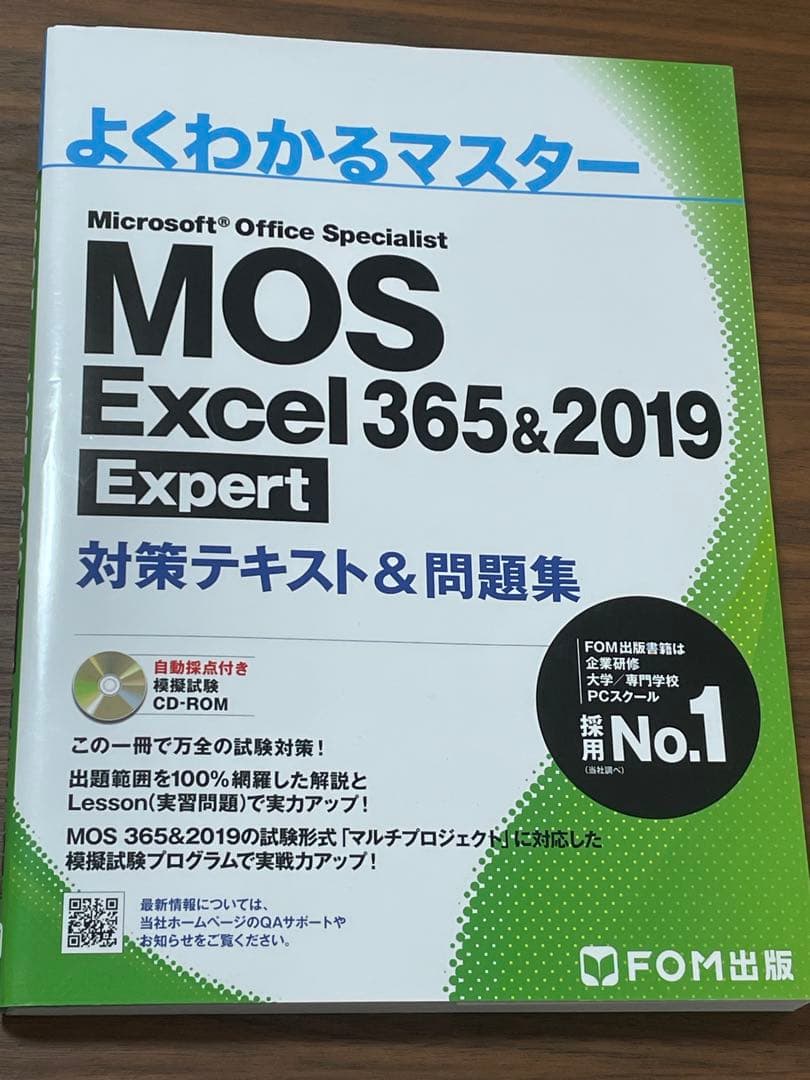 よくわかるマスター
Microsoft® Office Specialist
MOS
Excel 365&2019
Expert
対策テキスト&問題集
自動採点付き
模擬試験
CD-ROM
FOM出版書籍は
企業研修
大学/専門学校
PCスクール
採用 No.1
(当社調べ)
この一冊で万全の試験対策!
出題範囲を100%網羅した解説と
Lesson(実習問題)で実力アップ!
MOS 365&2019の試験形式「マルチプロジェクト」に対応した
模擬試験プログラムで実戦力アップ!
最新情報については、
当社ホームページのQAサポートや
お知らせをご覧ください。
FOM出版